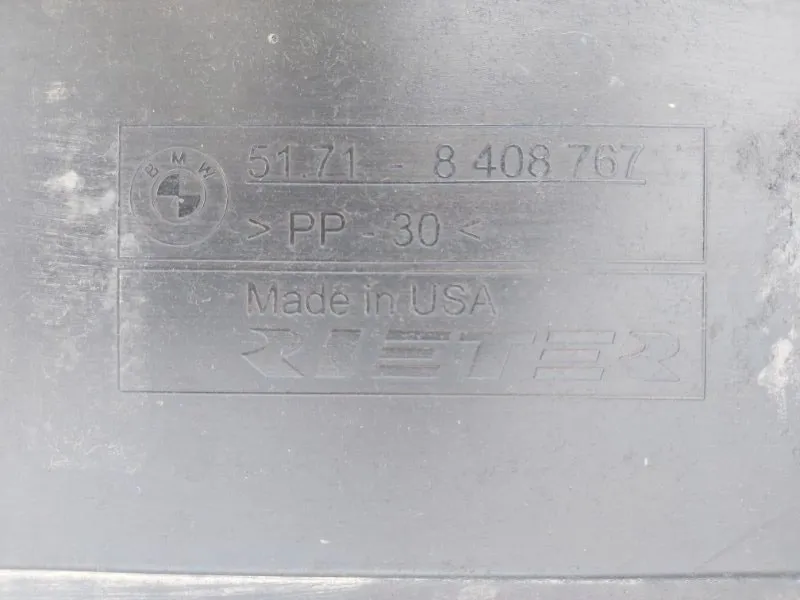 BMW
51.71 - 8 408 767
> PP - 30 <
Made in USA
RIETER